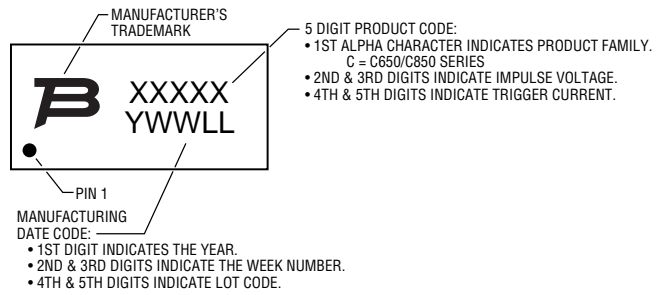 MANUFACTURER'S
TRADEMARK
5 DIGIT PRODUCT CODE:
• 1ST ALPHA CHARACTER INDICATES PRODUCT FAMILY.
C = C650/C850 SERIES
• 2ND & 3RD DIGITS INDICATE IMPULSE VOLTAGE.
• 4TH & 5TH DIGITS INDICATE TRIGGER CURRENT.
XXXXX
YWWLL
PIN 1
MANUFACTURING
DATE CODE:
• 1ST DIGIT INDICATES THE YEAR.
• 2ND & 3RD DIGITS INDICATE THE WEEK NUMBER.
• 4TH & 5TH DIGITS INDICATE LOT CODE.